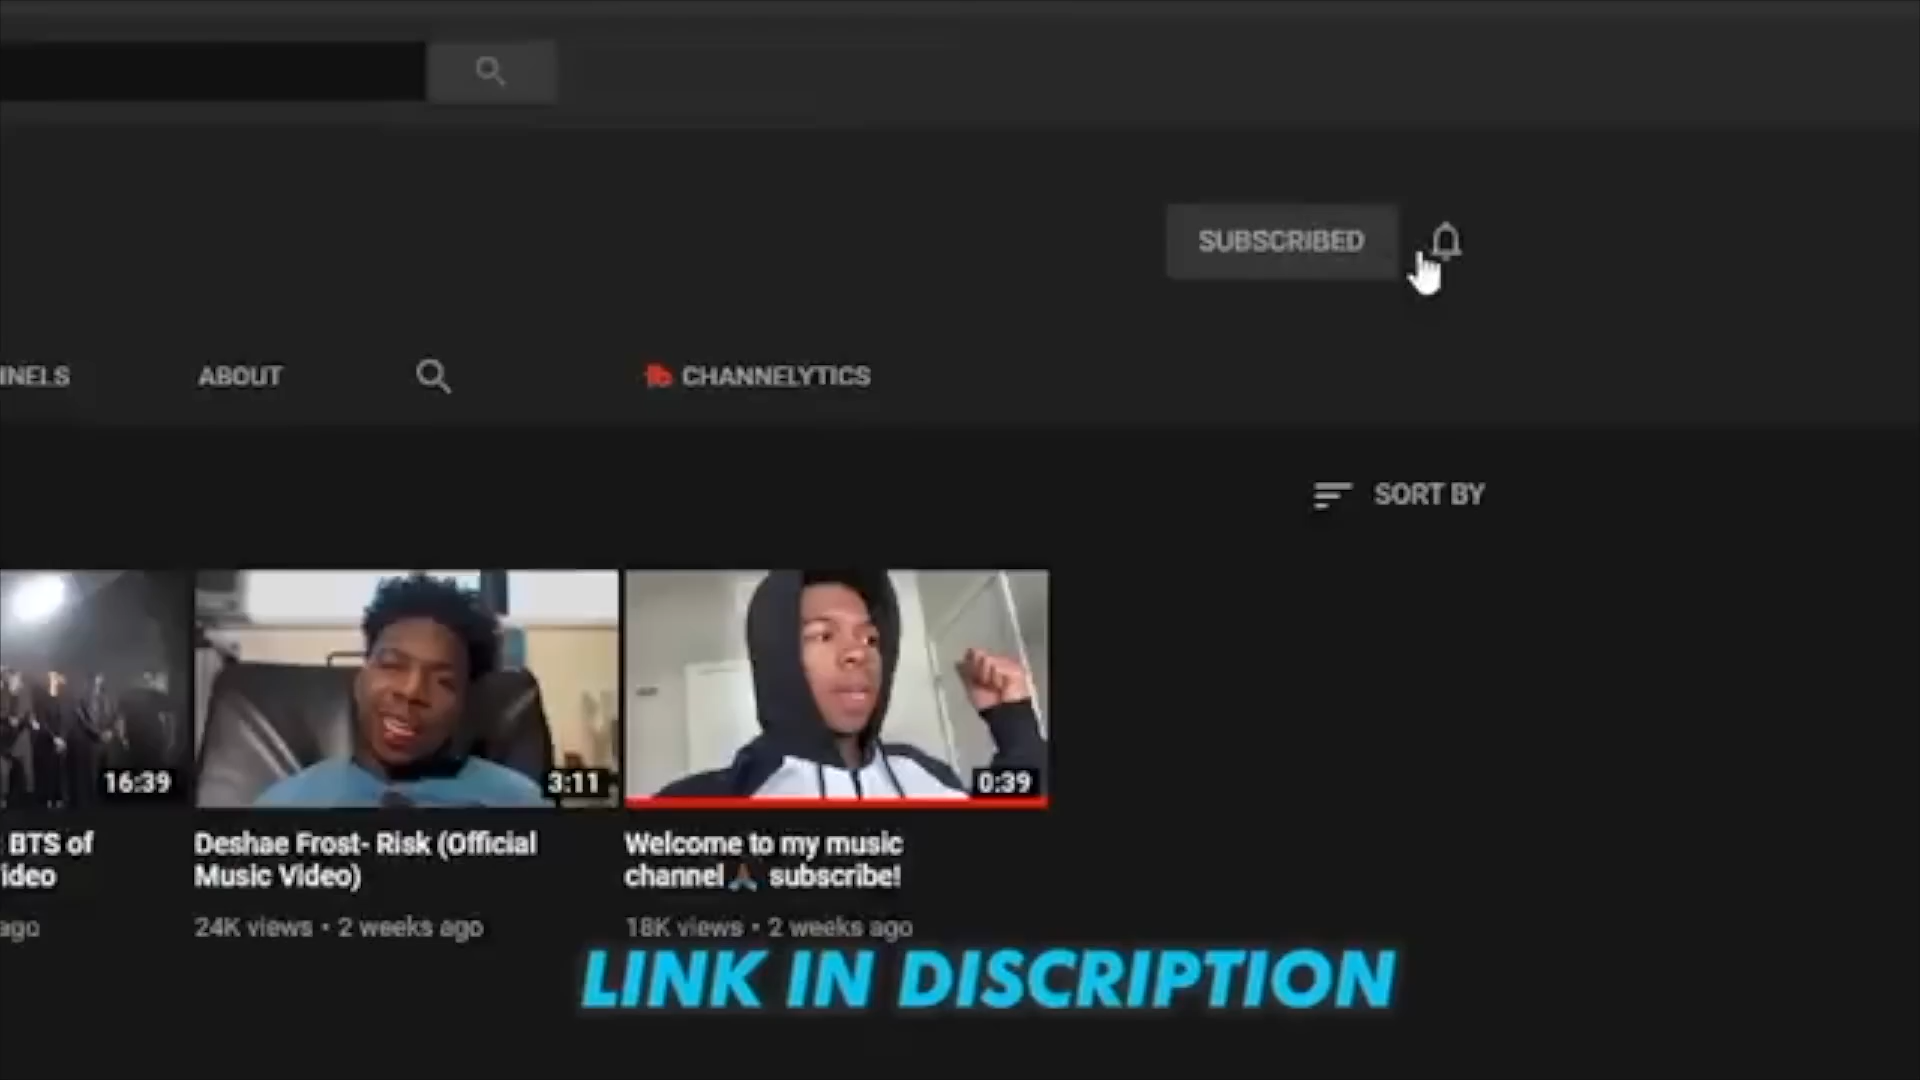 SUBSCRIBED
NNELS ABOUT CHANNELYTICS
SORT BY
16:39
3:11
0:39
BTS of
ideo
Deshae Frost- Risk (Official
Music Video)
Welcome to my music
channel🙏🏾 subscribe!
ago
24K views • 2 weeks ago
18K views • 2 weeks ago
LINK IN DISCRIPTION